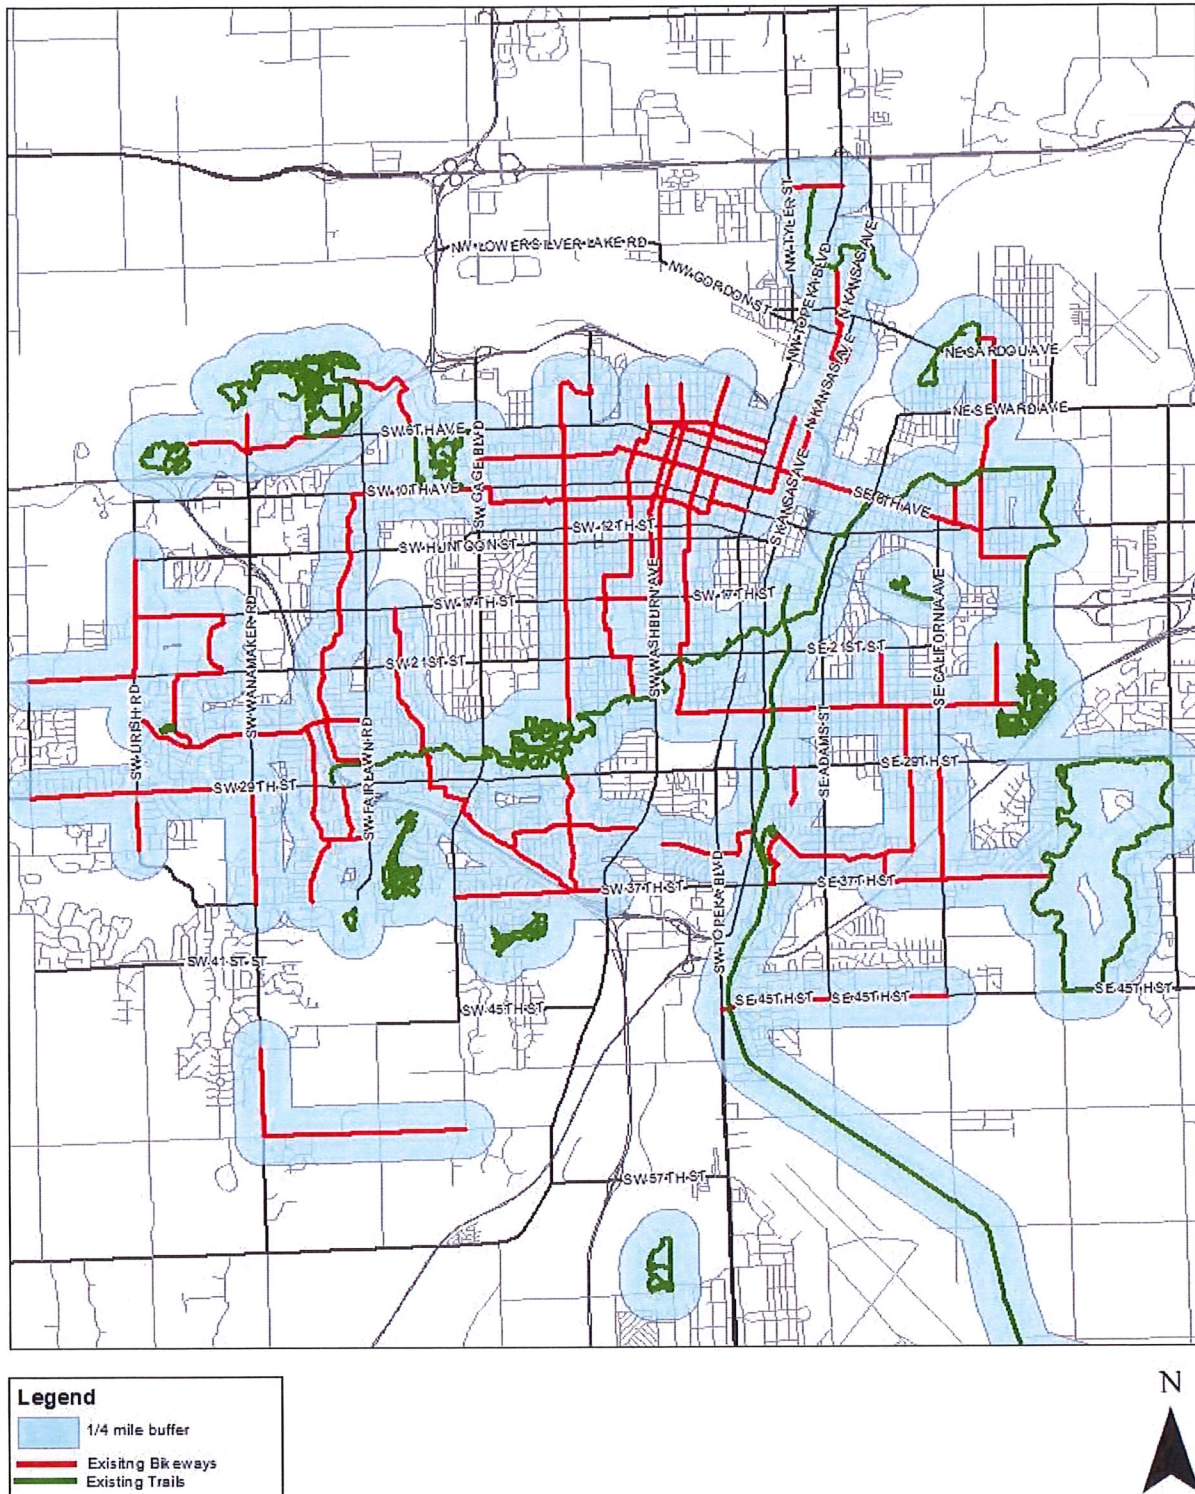 NW TYLER ST
NW LOWER SILVER LAKE RD
NW TOPEKA BLVD
N KANSAS AVE
NW GORDON ST
N KANSAS AVE
NE SARDOU AVE
NE SEWARD AVE
SW 6TH AVE
SW GAGE BLVD
SW 10TH AVE
S KANSAS AVE
SE 6TH AVE
SW 12TH ST
SW HUNTOON ST
SW WASHBURN AVE
SE CALIFORNIA AVE
SW WANAMAKER RD
SW 17TH ST
SW 17TH ST
SW 21ST ST
SE 21ST ST
SW URISH RD
SW FAIRLAWN RD
SE ADAMS ST
SE 29TH ST
SW 29TH ST
SW TOPEKA BLVD
SW 37TH ST
SE 37TH ST
SW 41ST ST
SW 45TH ST
SE 45TH ST
SE 45TH ST
SE 45TH ST
SW 57TH ST
Legend
1/4 mile buffer
Exisitng Bikeways
Existing Trails
N